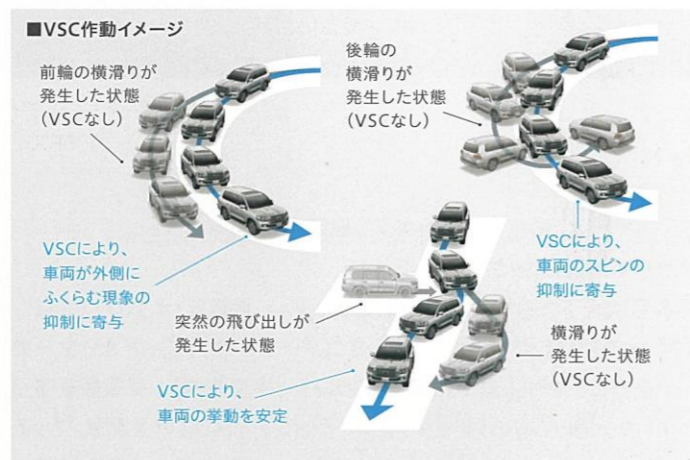 ■VSC作動イメージ
前輪の横滑りが
発生した状態
(VSCなし)
VSCにより、
車両が外側に
ふくらむ現象の
抑制に寄与
後輪の
横滑りが
発生した状態
(VSCなし)
VSCにより、
車両のスピンの
抑制に寄与
突然の飛び出しが
発生した状態
VSCにより、
車両の挙動を安定
横滑りが
発生した状態
(VSCなし)